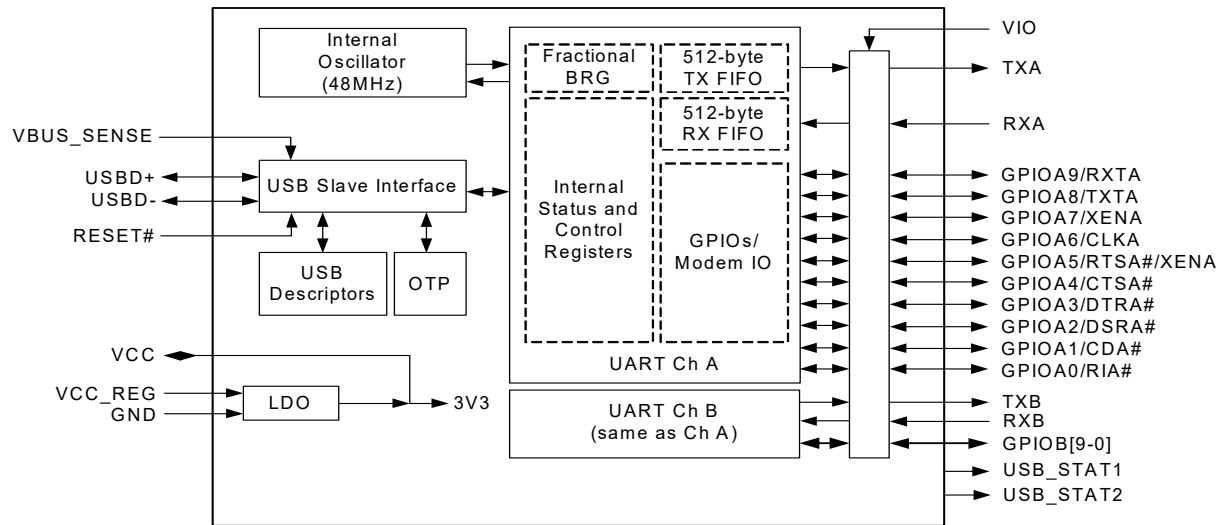 Internal
Oscillator
(48MHz)
VBUS_SENSE
USBD+
USBD-
RESET#
USB Slave Interface
USB
Descriptors
OTP
VCC
VCC_REG
GND
LDO
3V3
Fractional
BRG
512-byte
TX FIFO
512-byte
RX FIFO
Internal
Status and
Control
Registers
GPIOs/
Modem IO
UART Ch A
UART Ch B
(same as Ch A)
VIO
TXA
RXA
GPIOA9/RXTA
GPIOA8/TXTA
GPIOA7/XENA
GPIOA6/CLKA
GPIOA5/RTSA#/XENA
GPIOA4/CTSA#
GPIOA3/DTRA#
GPIOA2/DSRA#
GPIOA1/CDA#
GPIOA0/RIA#
TXB
RXB
GPIOB[9-0]
USB_STAT1
USB_STAT2